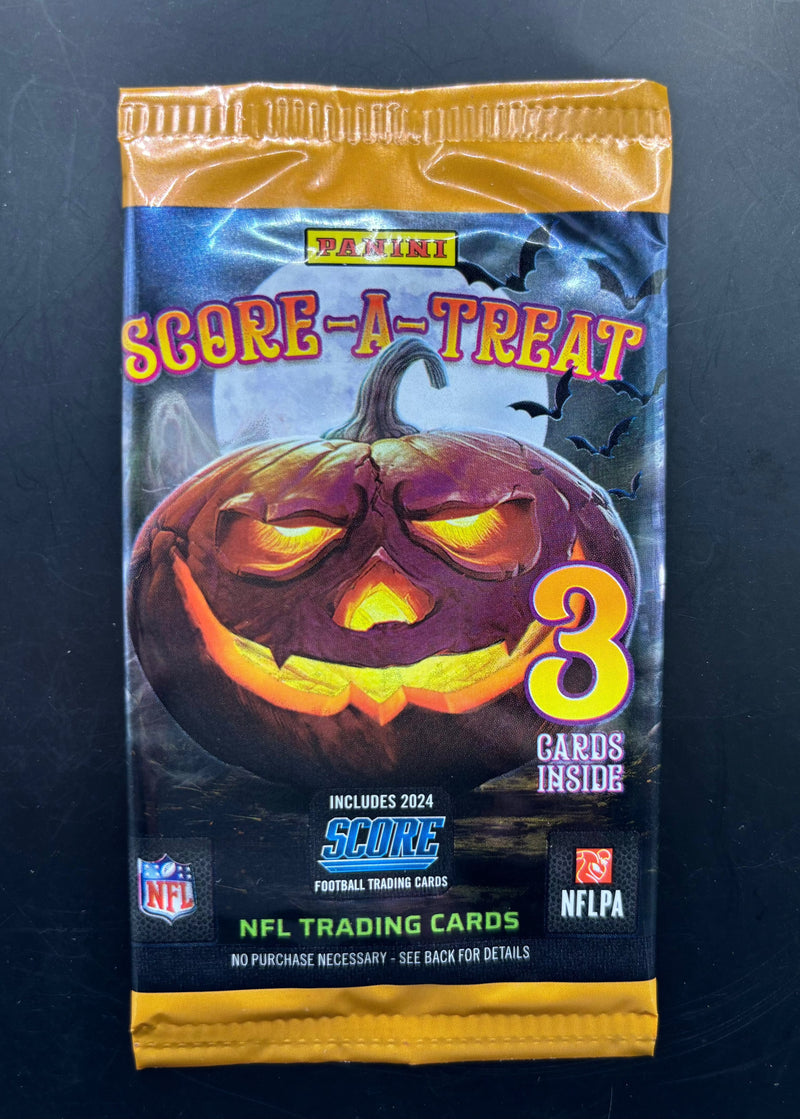 PANINI
SCORE-A-TREAT
3
CARDS
INSIDE
INCLUDES 2024
SCORE
FOOTBALL TRADING CARDS
NFL
NFLPA
NFL TRADING CARDS
NO PURCHASE NECESSARY - SEE BACK FOR DETAILS